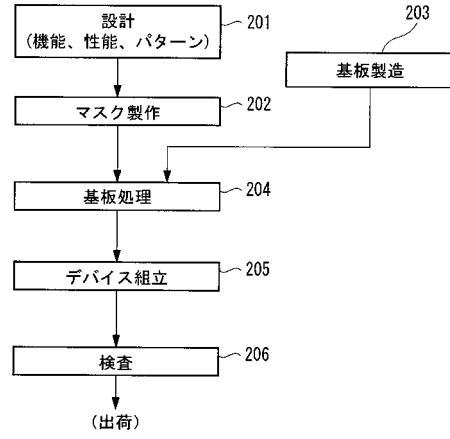 設計
(機能、性能、パターン)
201
203
基板製造
マスク製作
202
基板処理
204
デバイス組立
205
検査
206
(出荷)